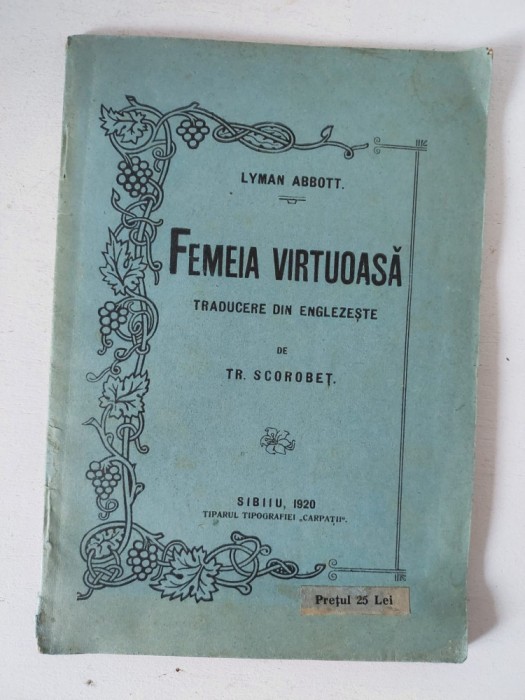 LYMAN ABBOTT.
FEMEIA VIRTUOASĂ
TRADUCERE DIN ENGLEZEȘTE
DE
TR. SCOROBEȚ.
SIBIIU, 1920
TIPARUL TIPOGRAFIEI „CARPAȚII".
Prețul 25 Lei